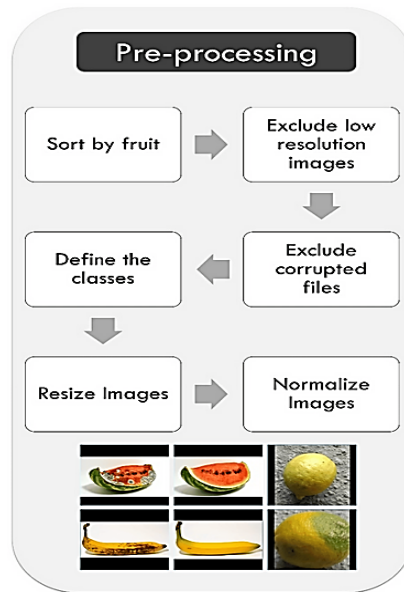 Pre-processing
Sort by fruit
Exclude low
resolution
images
Exclude
corrupted
files
Define the
classes
Resize Images
Normalize
Images